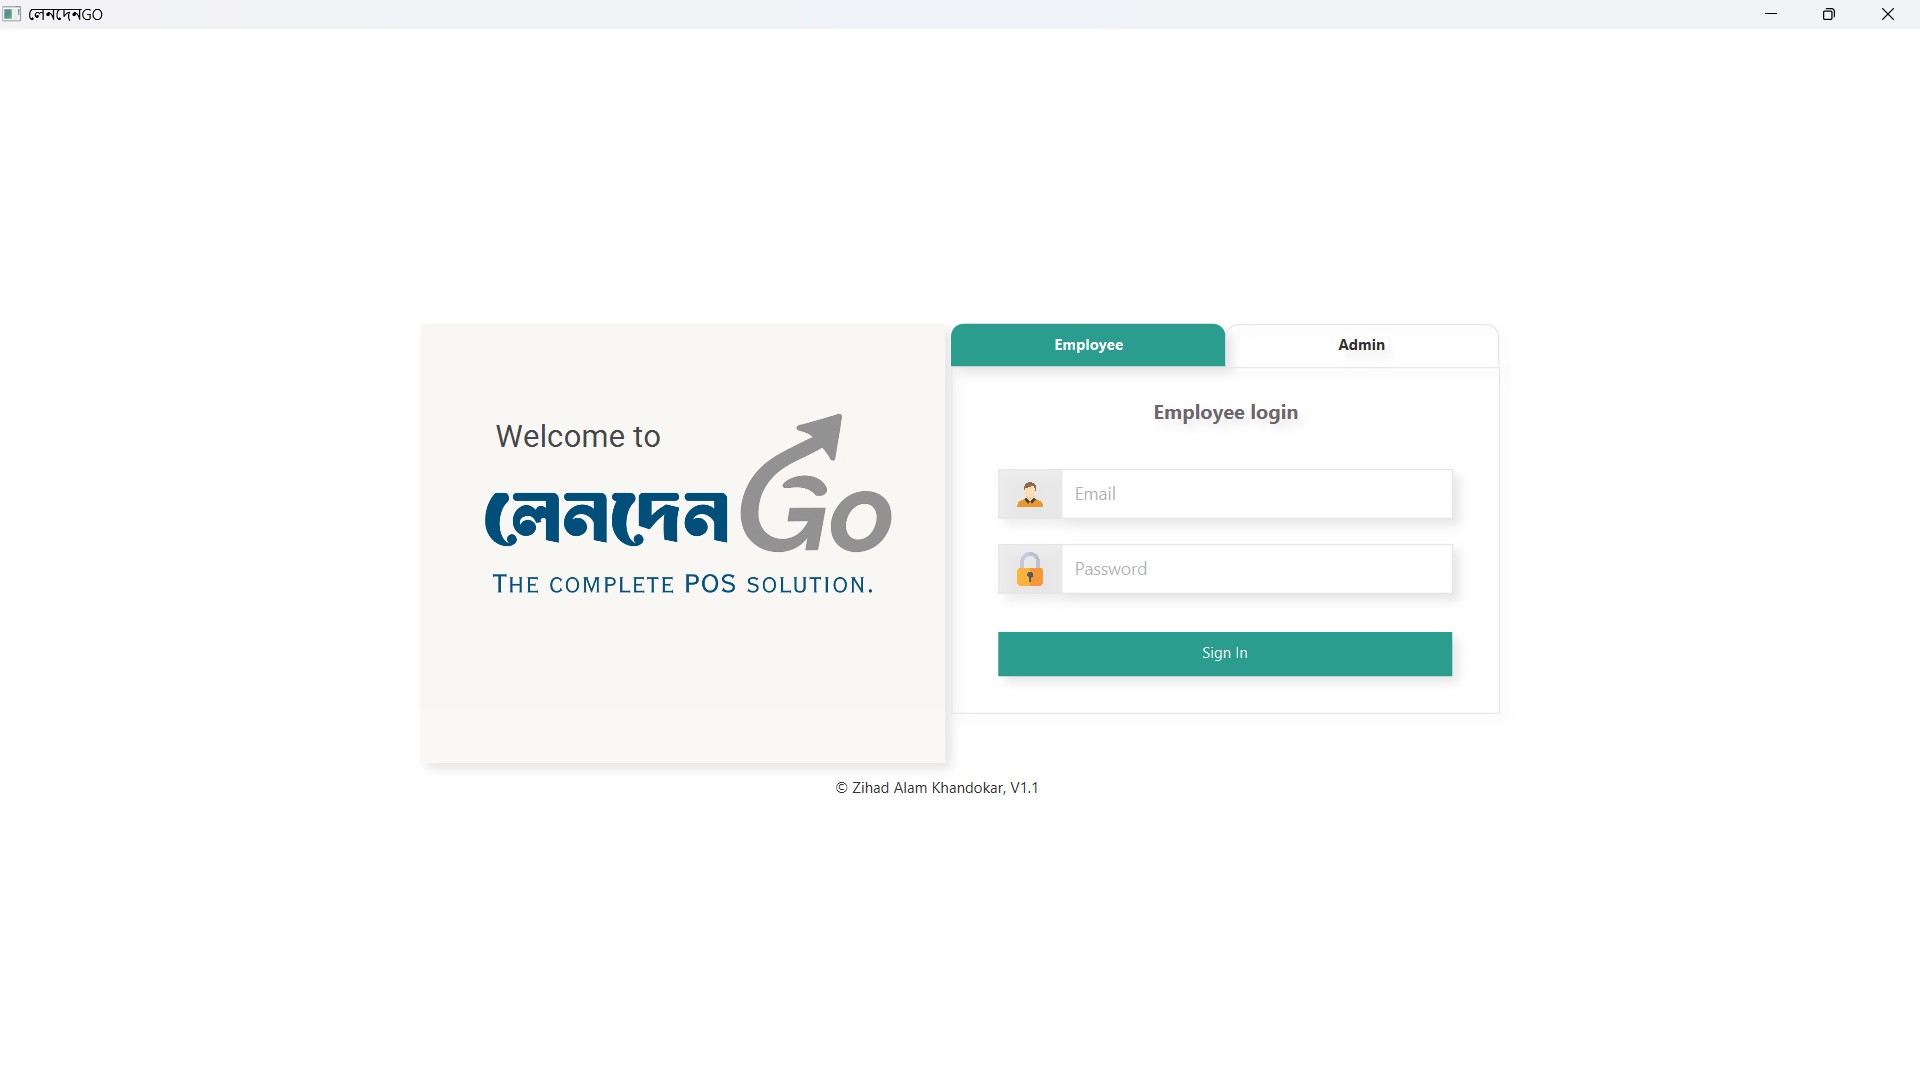 লেনদেনGO
Welcome to
লেনদেন Go
THE COMPLETE POS SOLUTION.
Employee
Admin
Employee login
Email
Password
Sign In
© Zihad Alam Khandokar, V1.1